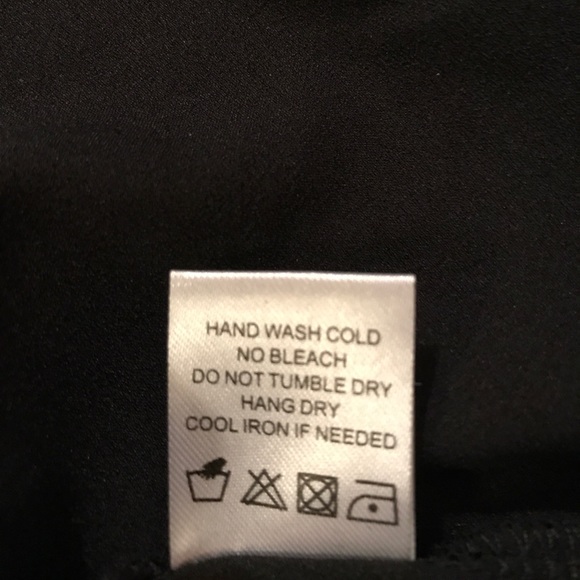 HAND WASH COLD
NO BLEACH
DO NOT TUMBLE DRY
HANG DRY
COOL IRON IF NEEDED